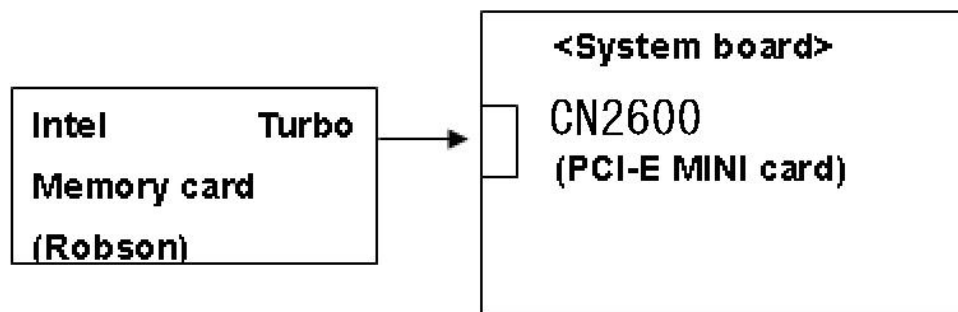 Intel Turbo
Memory card
(Robson)
<System board>
CN2600
(PCI-E MINI card)